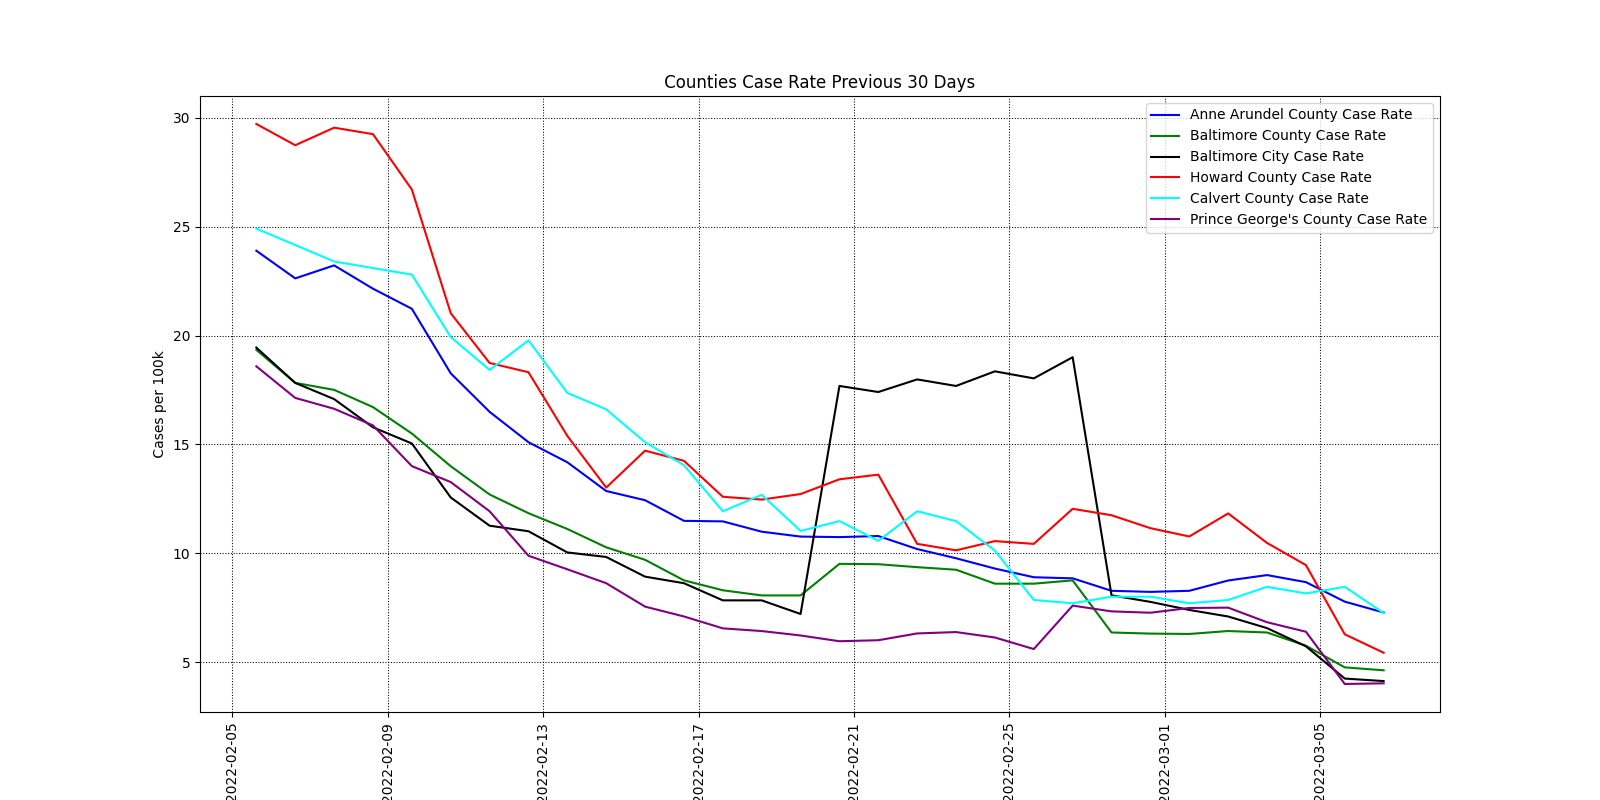 Counties Case Rate Previous 30 Days
Anne Arundel County Case Rate
Baltimore County Case Rate
Baltimore City Case Rate
Howard County Case Rate
Calvert County Case Rate
Prince George's County Case Rate
Cases per 100k
30
25
20
15
10
5
2022-02-05
2022-02-09
2022-02-13
2022-02-17
2022-02-21
2022-02-25
2022-03-01
2022-03-05